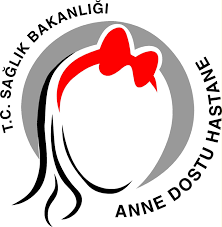 T.C. SAĞLIK BAKANLIĞI
ANNE DOSTU HASTANE